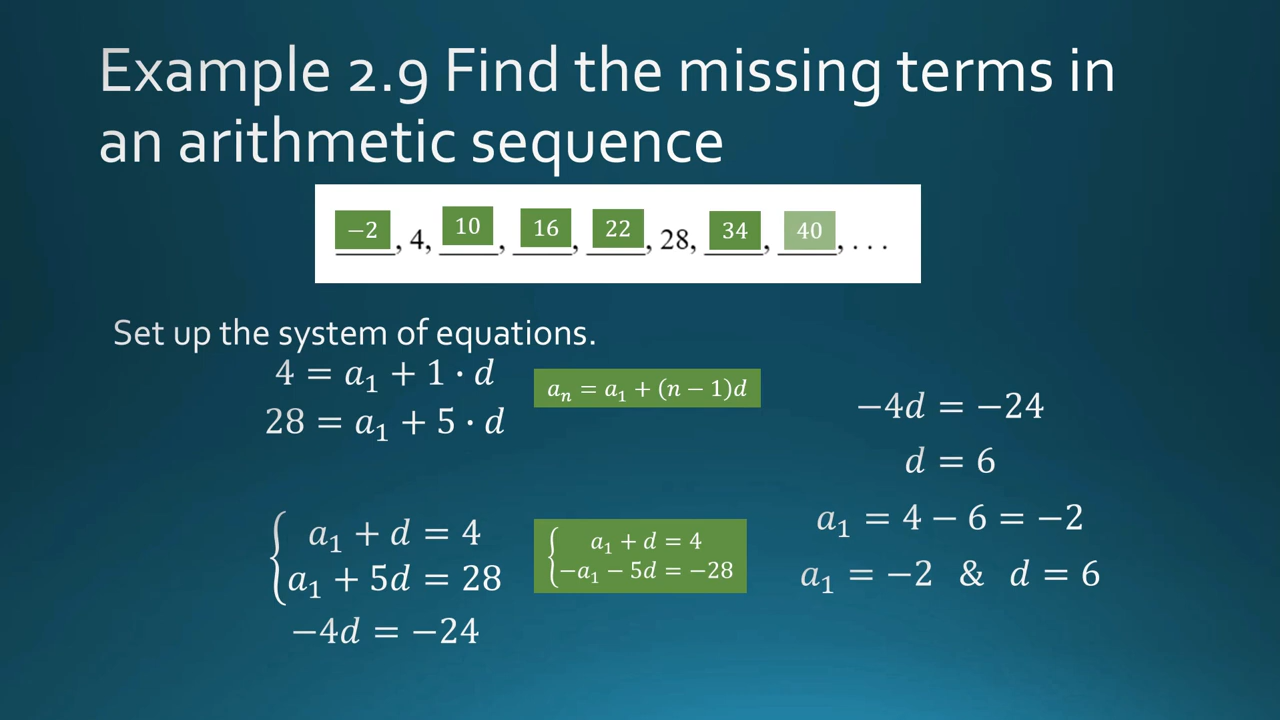 Example 2.9 Find the missing terms in
an arithmetic sequence
−2, 4, 10, 16, 22, 28, 34, 40, . . .
Set up the system of equations.
4 = a₁ + 1 · d
28 = a₁ + 5 · d
aₙ = a₁ + (n − 1)d
a₁ + d = 4
a₁ + 5d = 28
−4d = −24
a₁ + d = 4
−a₁ − 5d = −28
−4d = −24
d = 6
a₁ = 4 − 6 = −2
a₁ = −2 & d = 6